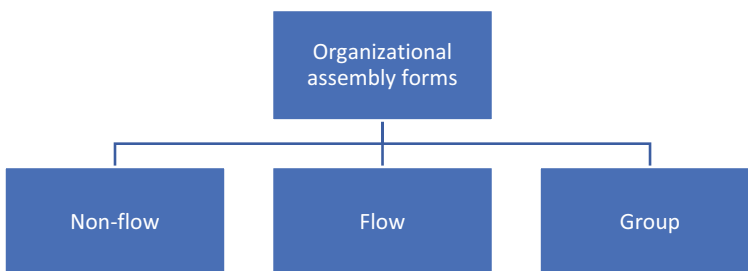 Organizational
assembly forms
Non-flow
Flow
Group